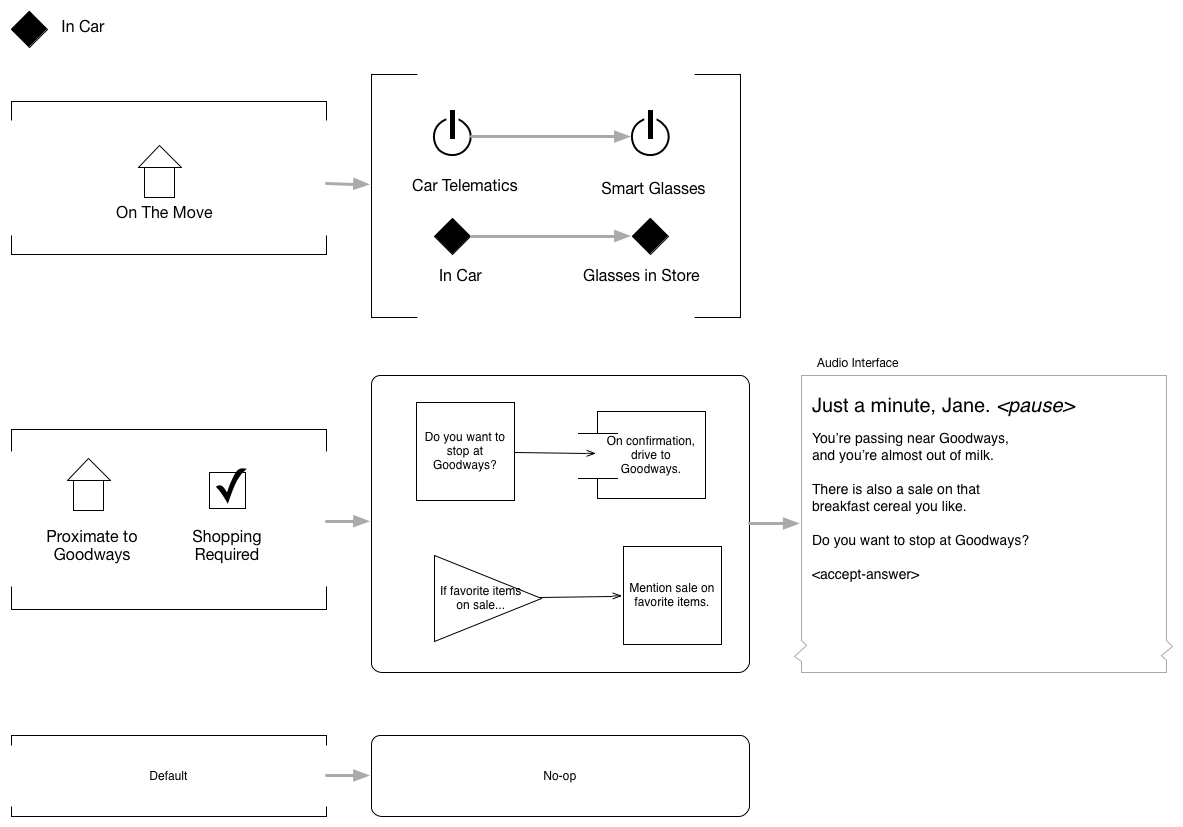 In Car
On The Move
Car Telematics
Smart Glasses
In Car
Glasses in Store
Proximate to
Goodways
Shopping
Required
Do you want to
stop at
Goodways?
On confirmation,
drive to
Goodways.
If favorite items
on sale...
Mention sale on
favorite items.
Audio Interface
Just a minute, Jane. <pause>
You're passing near Goodways,
and you're almost out of milk.
There is also a sale on that
breakfast cereal you like.
Do you want to stop at Goodways?
<accept-answer>
Default
No-op